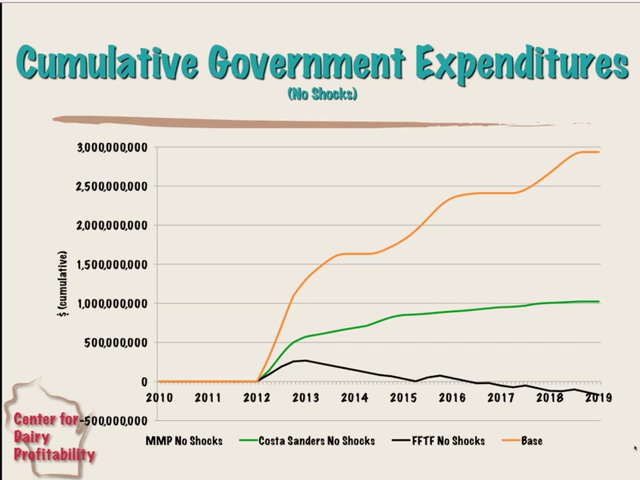 Cumulative Government Expenditures
(No Shocks)
3,000,000,000
2,500,000,000
2,000,000,000
1,500,000,000
1,000,000,000
500,000,000
0
-500,000,000
$ (cumulative)
2010 2011 2012 2013 2014 2015 2016 2017 2018 2019
MMP No Shocks Costa Sanders No Shocks FFTF No Shocks Base
Center for
Dairy
Profitability